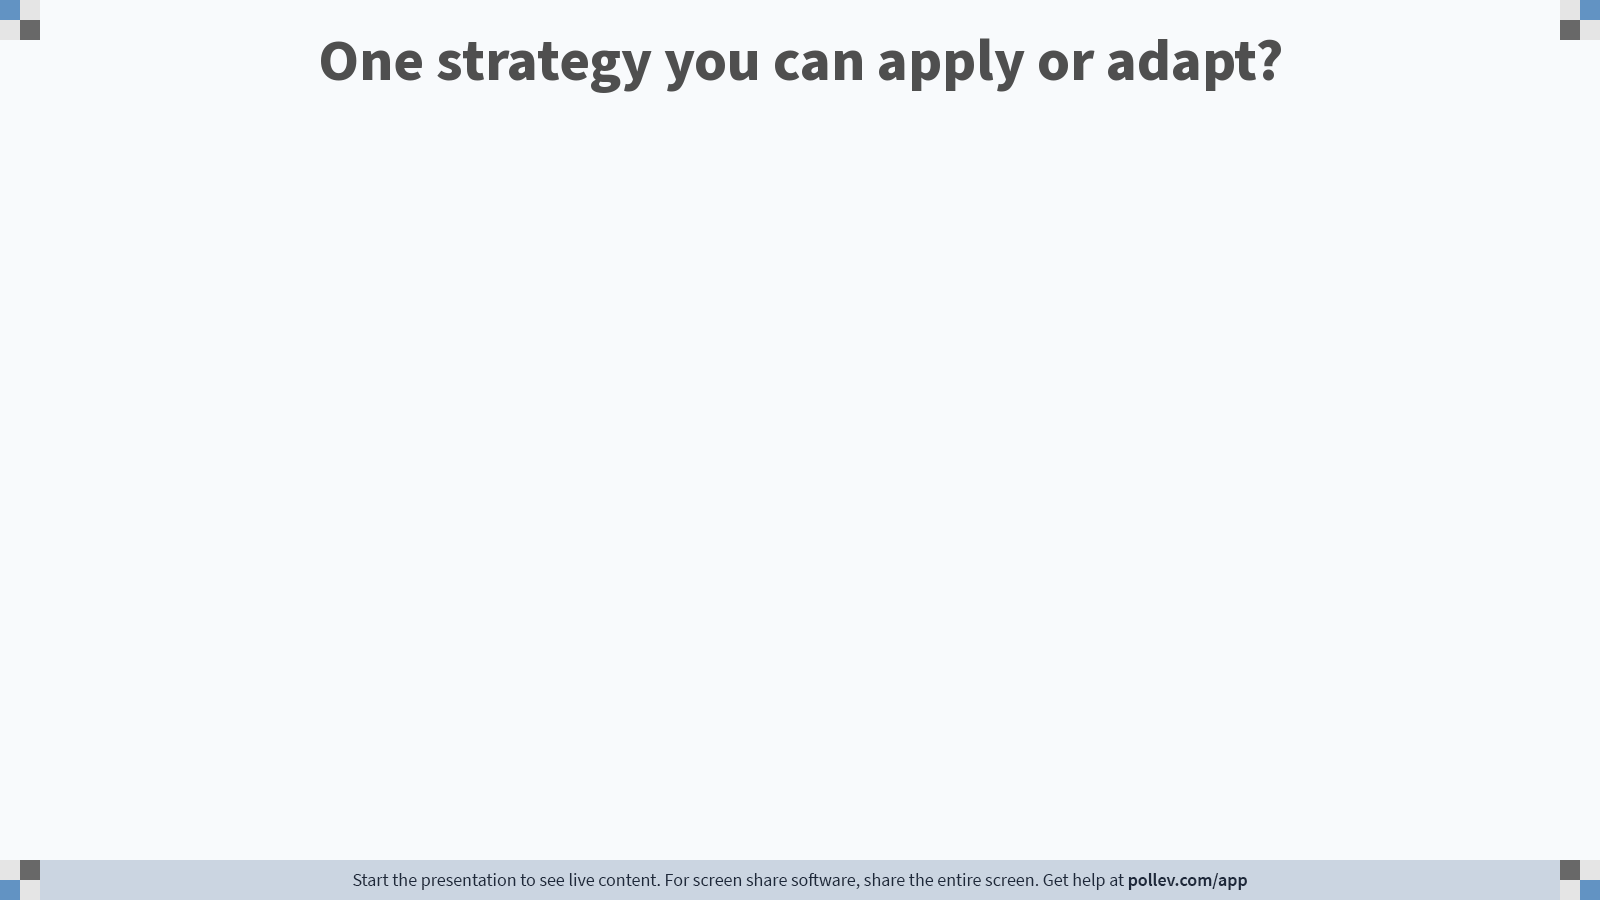 One strategy you can apply or adapt?
Start the presentation to see live content. For screen share software, share the entire screen. Get help at pollev.com/app